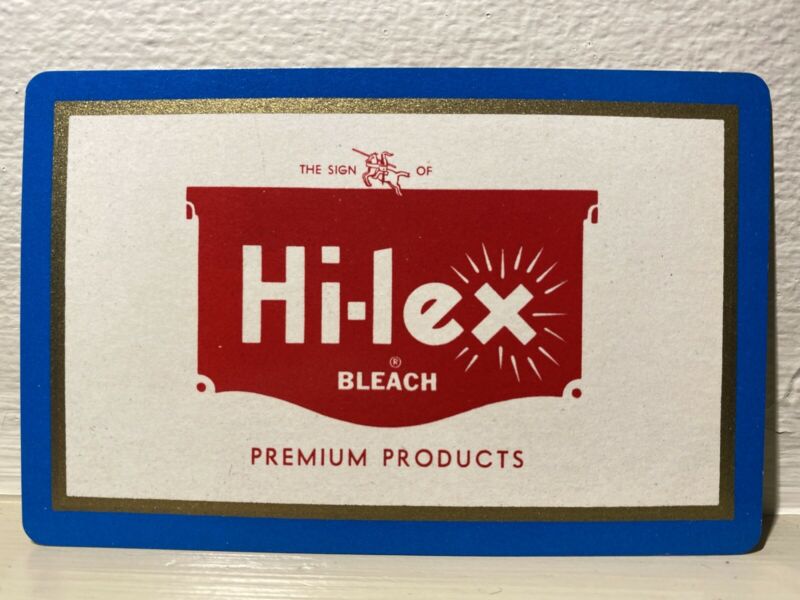 THE SIGN OF
Hi-lex
®
BLEACH
PREMIUM PRODUCTS